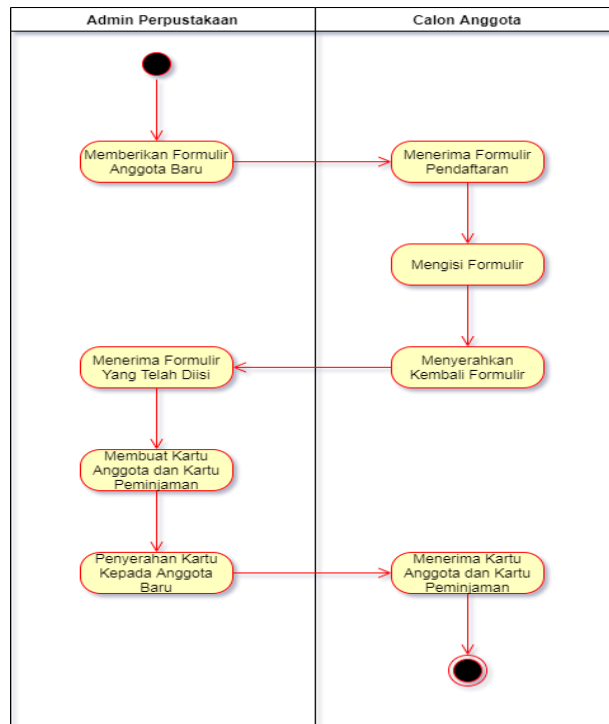 Admin Perpustakaan
Calon Anggota
Memberikan Formulir
Anggota Baru
Menerima Formulir
Pendaftaran
Mengisi Formulir
Menyerahkan
Kembali Formulir
Menerima Formulir
Yang Telah Diisi
Membuat Kartu
Anggota dan Kartu
Peminjaman
Penyerahan Kartu
Kepada Anggota
Baru
Menerima Kartu
Anggota dan Kartu
Peminjaman